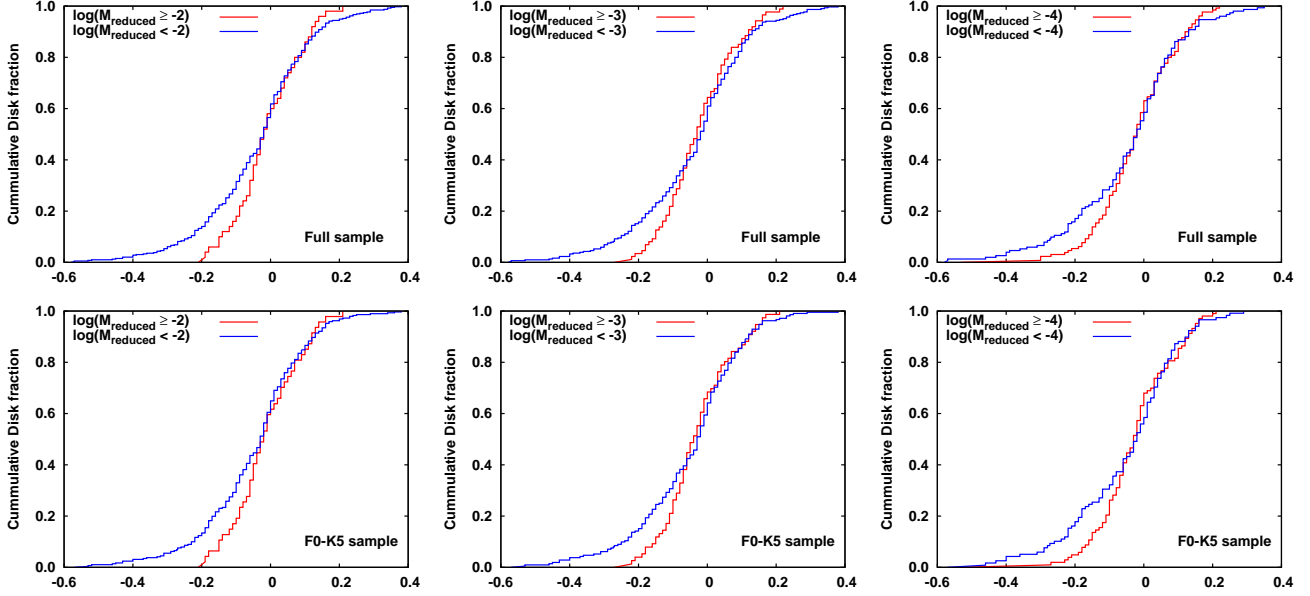 log(M_reduced ≥ -2)
log(M_reduced < -2)
Cummulative Disk fraction
1.0
0.8
0.6
0.4
0.2
0.0
Full sample
-0.6 -0.4 -0.2 0 0.2 0.4
log(M_reduced ≥ -3)
log(M_reduced < -3)
Cummulative Disk fraction
1.0
0.8
0.6
0.4
0.2
0.0
Full sample
-0.6 -0.4 -0.2 0 0.2 0.4
log(M_reduced ≥ -4)
log(M_reduced < -4)
Cummulative Disk fraction
1.0
0.8
0.6
0.4
0.2
0.0
Full sample
-0.6 -0.4 -0.2 0 0.2 0.4
log(M_reduced ≥ -2)
log(M_reduced < -2)
Cummulative Disk fraction
1.0
0.8
0.6
0.4
0.2
0.0
F0-K5 sample
-0.6 -0.4 -0.2 0 0.2 0.4
log(M_reduced ≥ -3)
log(M_reduced < -3)
Cummulative Disk fraction
1.0
0.8
0.6
0.4
0.2
0.0
F0-K5 sample
-0.6 -0.4 -0.2 0 0.2 0.4
log(M_reduced ≥ -4)
log(M_reduced < -4)
Cummulative Disk fraction
1.0
0.8
0.6
0.4
0.2
0.0
F0-K5 sample
-0.6 -0.4 -0.2 0 0.2 0.4